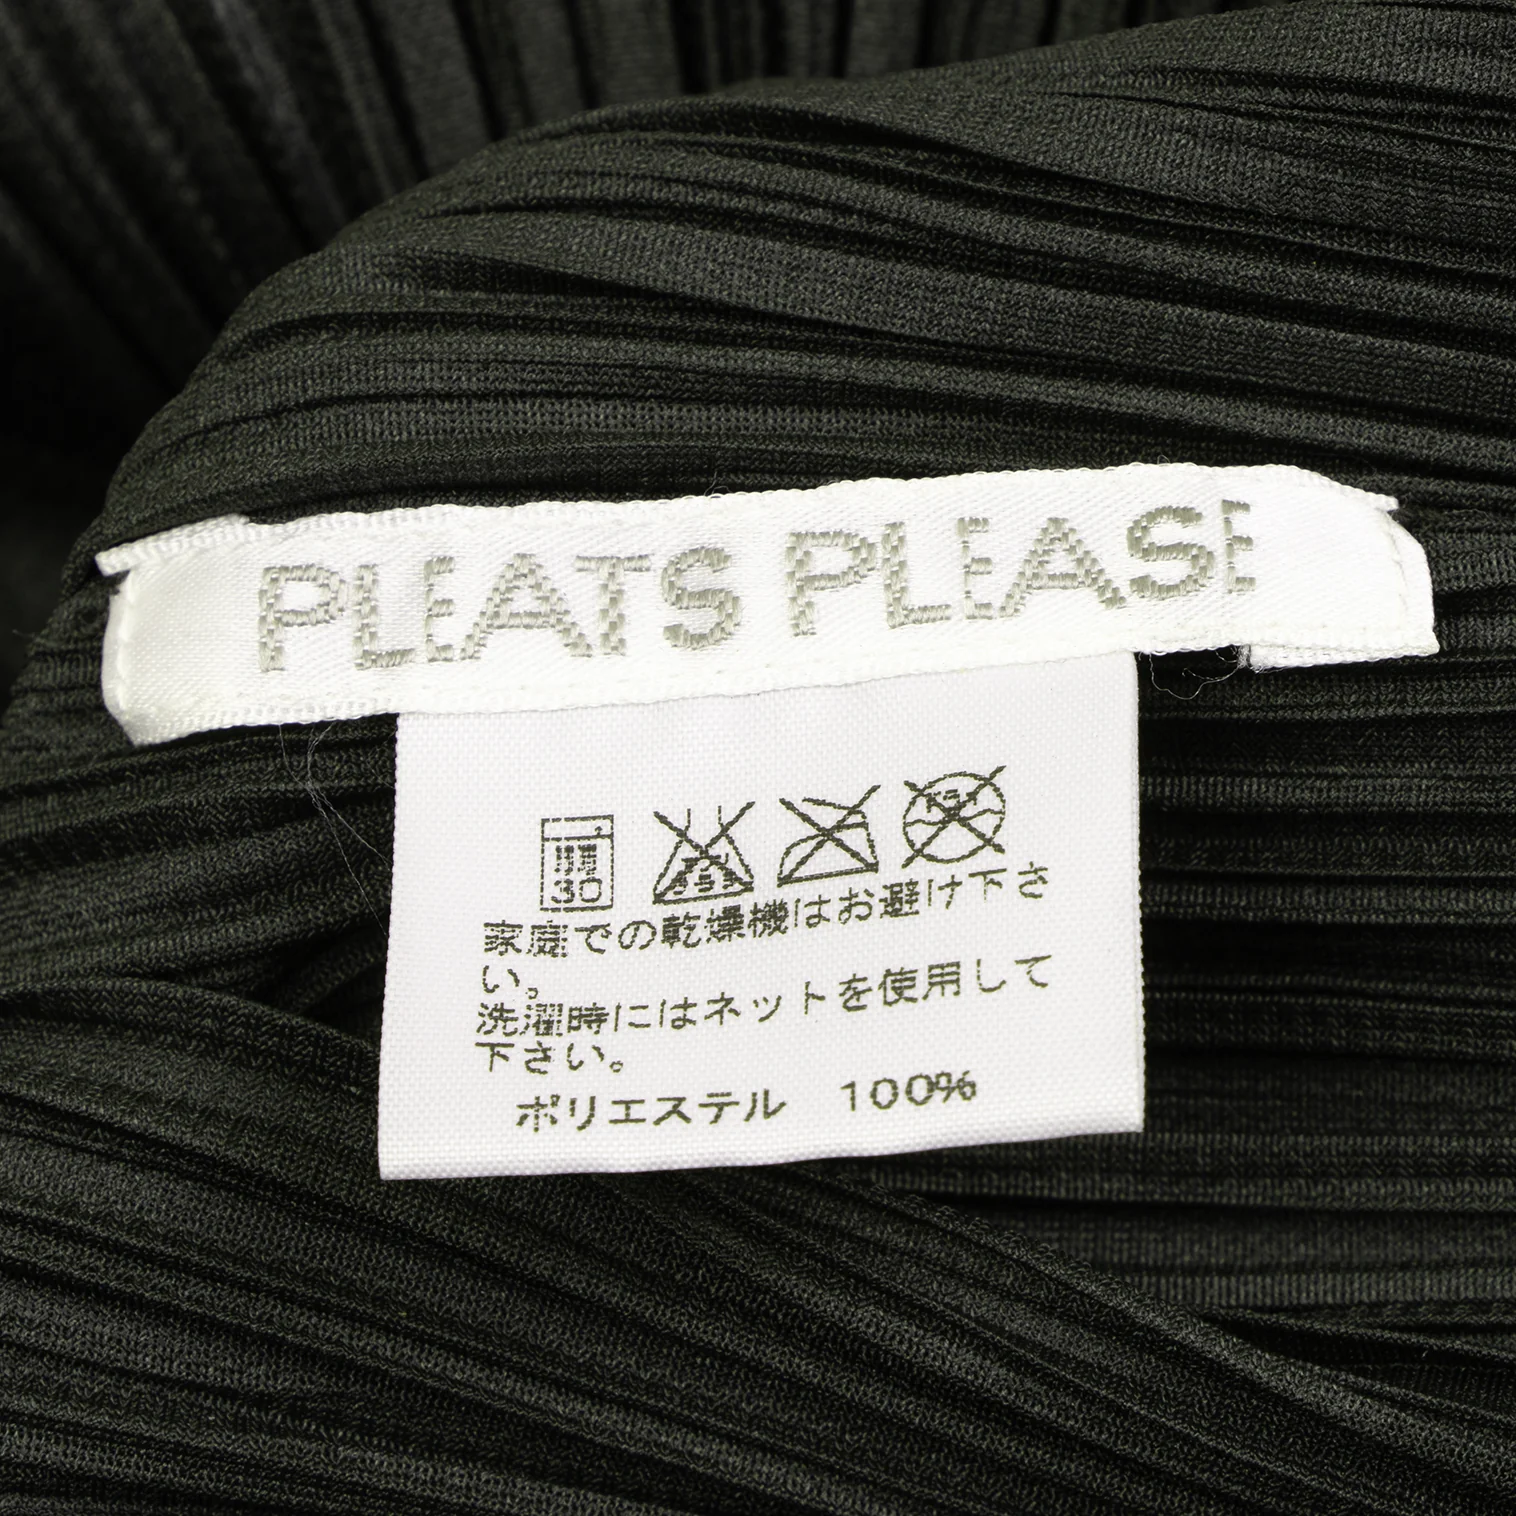 PLEATS PLEASE
30
家庭での乾燥機はお避け下さ
い。
洗濯時にはネットを使用して
下さい。
ポリエステル 100%